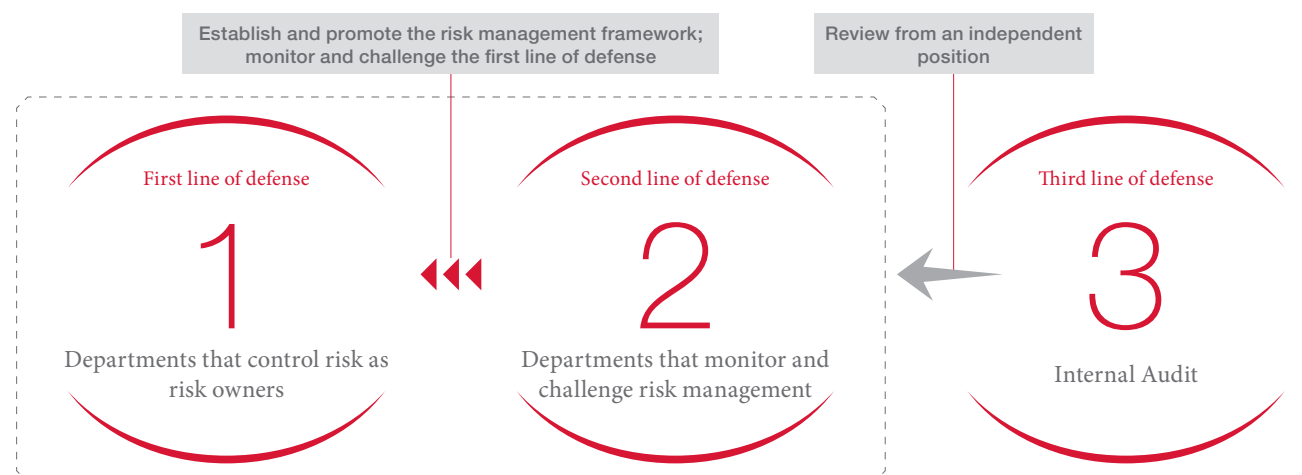 Establish and promote the risk management framework;
monitor and challenge the first line of defense
Review from an independent
position
First line of defense
1
Departments that control risk as
risk owners
Second line of defense
2
Departments that monitor and
challenge risk management
Third line of defense
3
Internal Audit